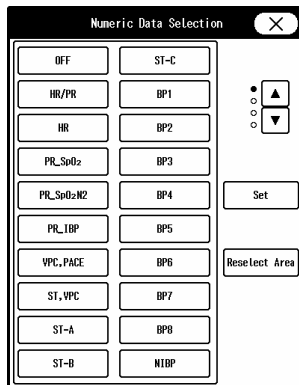 Numeric Data Selection
OFF
ST-C
HR/PR
BP1
HR
BP2
PR_SpO₂
BP3
PR_SpO₂N2
BP4
Set
PR_IBP
BP5
VPC,PACE
BP6
Reselect Area
ST,VPC
BP7
ST-A
BP8
ST-B
NIBP